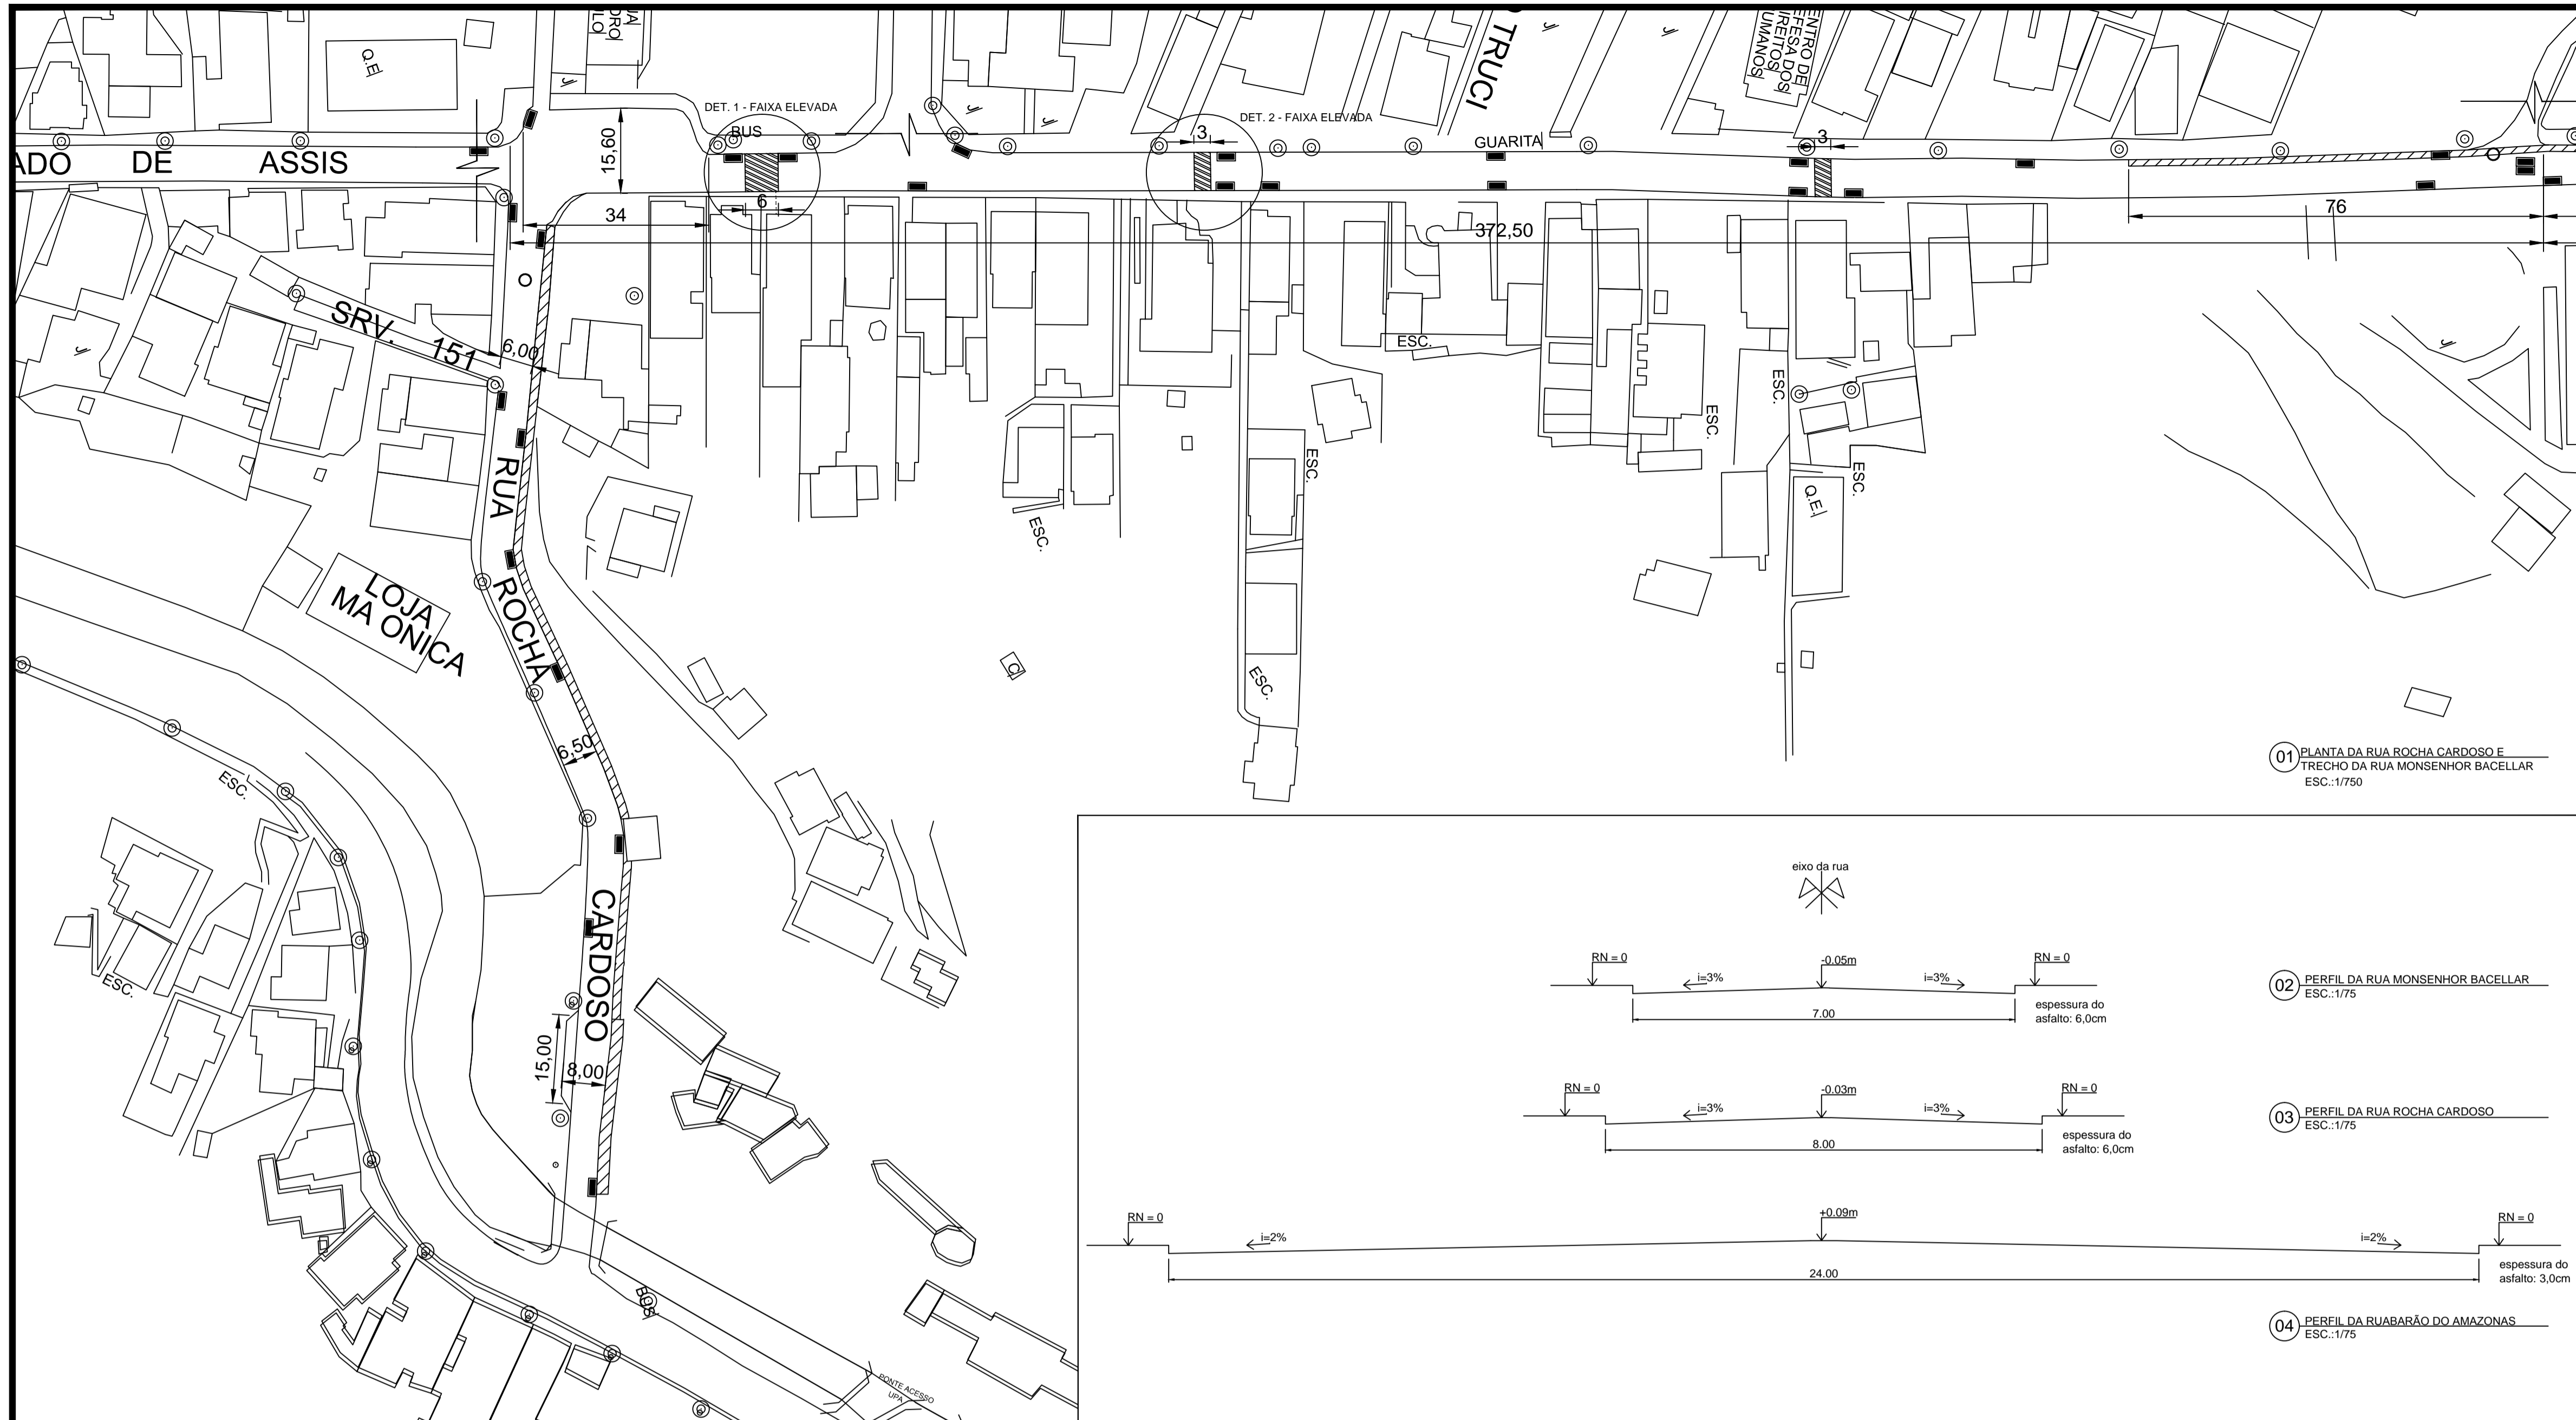 Q.E.
DET. 1 - FAIXA ELEVADA
BUS
15,60
TRUCI
DET. 2 - FAIXA ELEVADA
3
GUARITA
DEFESA DOS
3
DE ASSIS
6
34
372,50
76
SRV. 151
6,00
ESC.
ESC.
ESC.
ESC.
ESC.
ESC.
Q.E.
RUA
ROCHA
CARDOSO
LOJA
MA ONICA
ESC.
6,50
ESC.
ESC.
15,00
8,00
BUS
PONTE ACESSO
UPA
01
PLANTA DA RUA ROCHA CARDOSO E
TRECHO DA RUA MONSENHOR BACELLAR
ESC.:1/750
eixo da rua
RN = 0
-0.05m
RN = 0
i=3%
i=3%
7.00
espessura do
asfalto: 6,0cm
02
PERFIL DA RUA MONSENHOR BACELLAR
ESC.:1/75
RN = 0
-0.03m
RN = 0
i=3%
i=3%
8.00
espessura do
asfalto: 6,0cm
03
PERFIL DA RUA ROCHA CARDOSO
ESC.:1/75
RN = 0
+0.09m
RN = 0
i=2%
i=2%
24.00
espessura do
asfalto: 3,0cm
04
PERFIL DA RUABARÃO DO AMAZONAS
ESC.:1/75